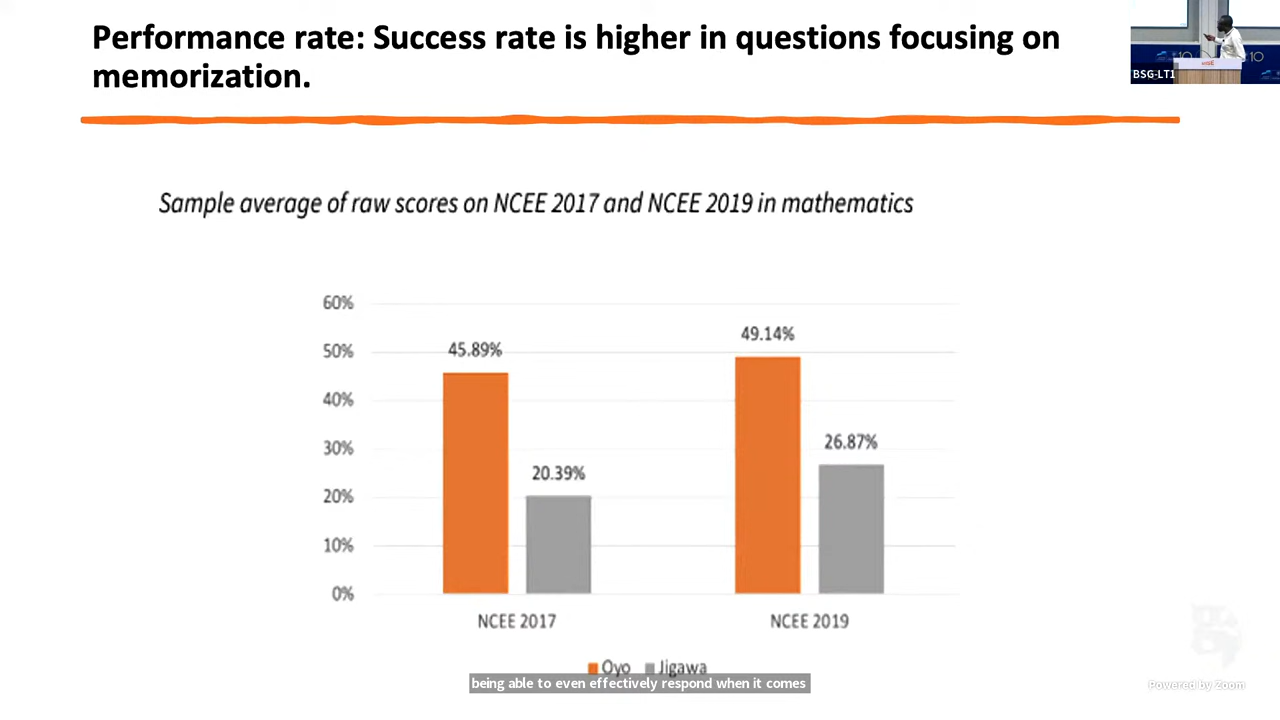 Performance rate: Success rate is higher in questions focusing on
memorization.
BSG-LT1
Sample average of raw scores on NCEE 2017 and NCEE 2019 in mathematics
60%
50%
40%
30%
20%
10%
0%
45.89%
20.39%
49.14%
26.87%
NCEE 2017
NCEE 2019
Oyo
Jigawa
being able to even effectively respond when it comes
Powered by Zoom